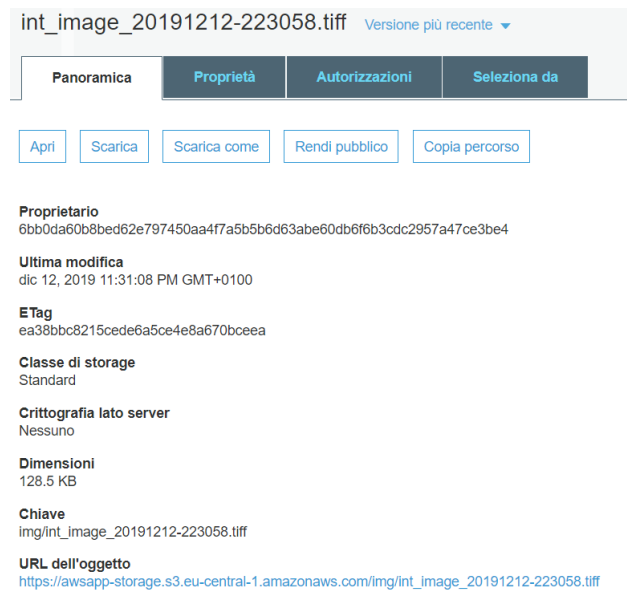 int_image_20191212-223058.tiff Versione più recente
Panoramica Proprietà Autorizzazioni Seleziona da
Apri Scarica Scarica come Rendi pubblico Copia percorso
Proprietario
6bb0da60b8bed62e797450aa4f7a5b5b6d63abe60db6f6b3cdc2957a47ce3be4
Ultima modifica
dic 12, 2019 11:31:08 PM GMT+0100
ETag
ea38bbc8215cede6a5ce4e8a670bceea
Classe di storage
Standard
Crittografia lato server
Nessuno
Dimensioni
128.5 KB
Chiave
img/int_image_20191212-223058.tiff
URL dell'oggetto
https://awsapp-storage.s3.eu-central-1.amazonaws.com/img/int_image_20191212-223058.tiff